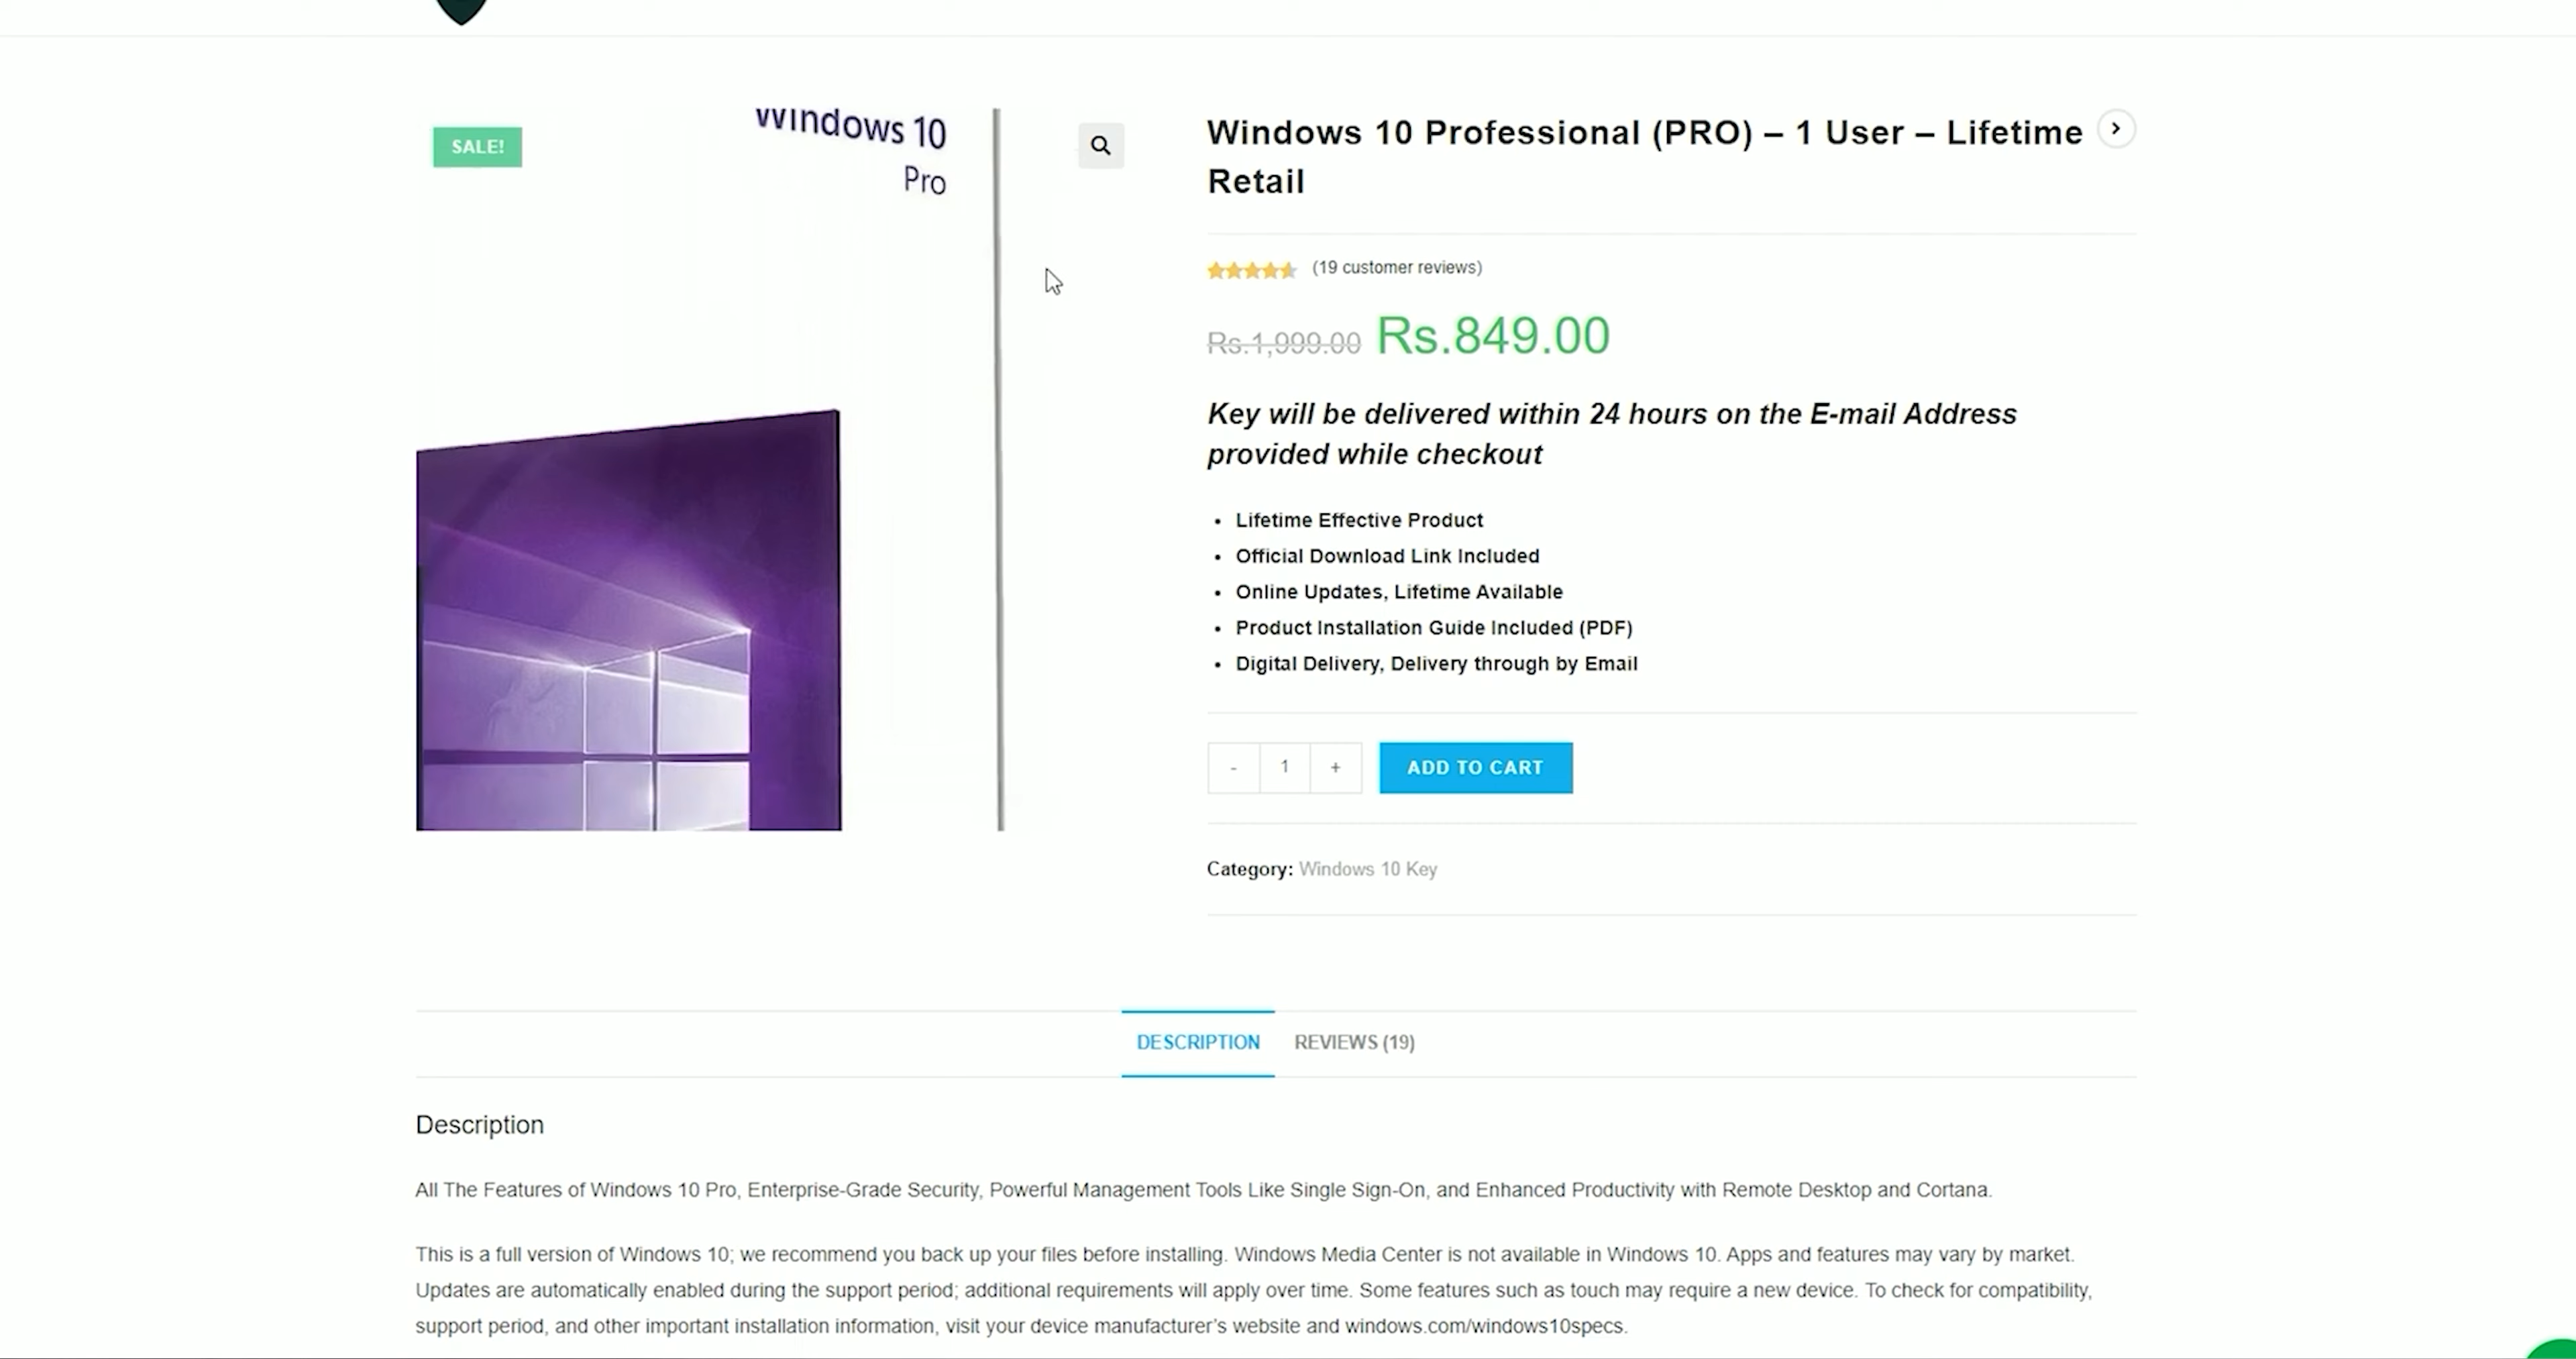 SALE!
Windows 10
Pro
Windows 10 Professional (PRO) – 1 User – Lifetime
Retail
(19 customer reviews)
Rs.1,999.00 Rs.849.00
Key will be delivered within 24 hours on the E-mail Address
provided while checkout
• Lifetime Effective Product
• Official Download Link Included
• Online Updates, Lifetime Available
• Product Installation Guide Included (PDF)
• Digital Delivery, Delivery through by Email
- 1 + ADD TO CART
Category: Windows 10 Key
DESCRIPTION REVIEWS (19)
Description
All The Features of Windows 10 Pro, Enterprise-Grade Security, Powerful Management Tools Like Single Sign-On, and Enhanced Productivity with Remote Desktop and Cortana.
This is a full version of Windows 10; we recommend you back up your files before installing. Windows Media Center is not available in Windows 10. Apps and features may vary by market.
Updates are automatically enabled during the support period; additional requirements will apply over time. Some features such as touch may require a new device. To check for compatibility,
support period, and other important installation information, visit your device manufacturer's website and windows.com/windows10specs.